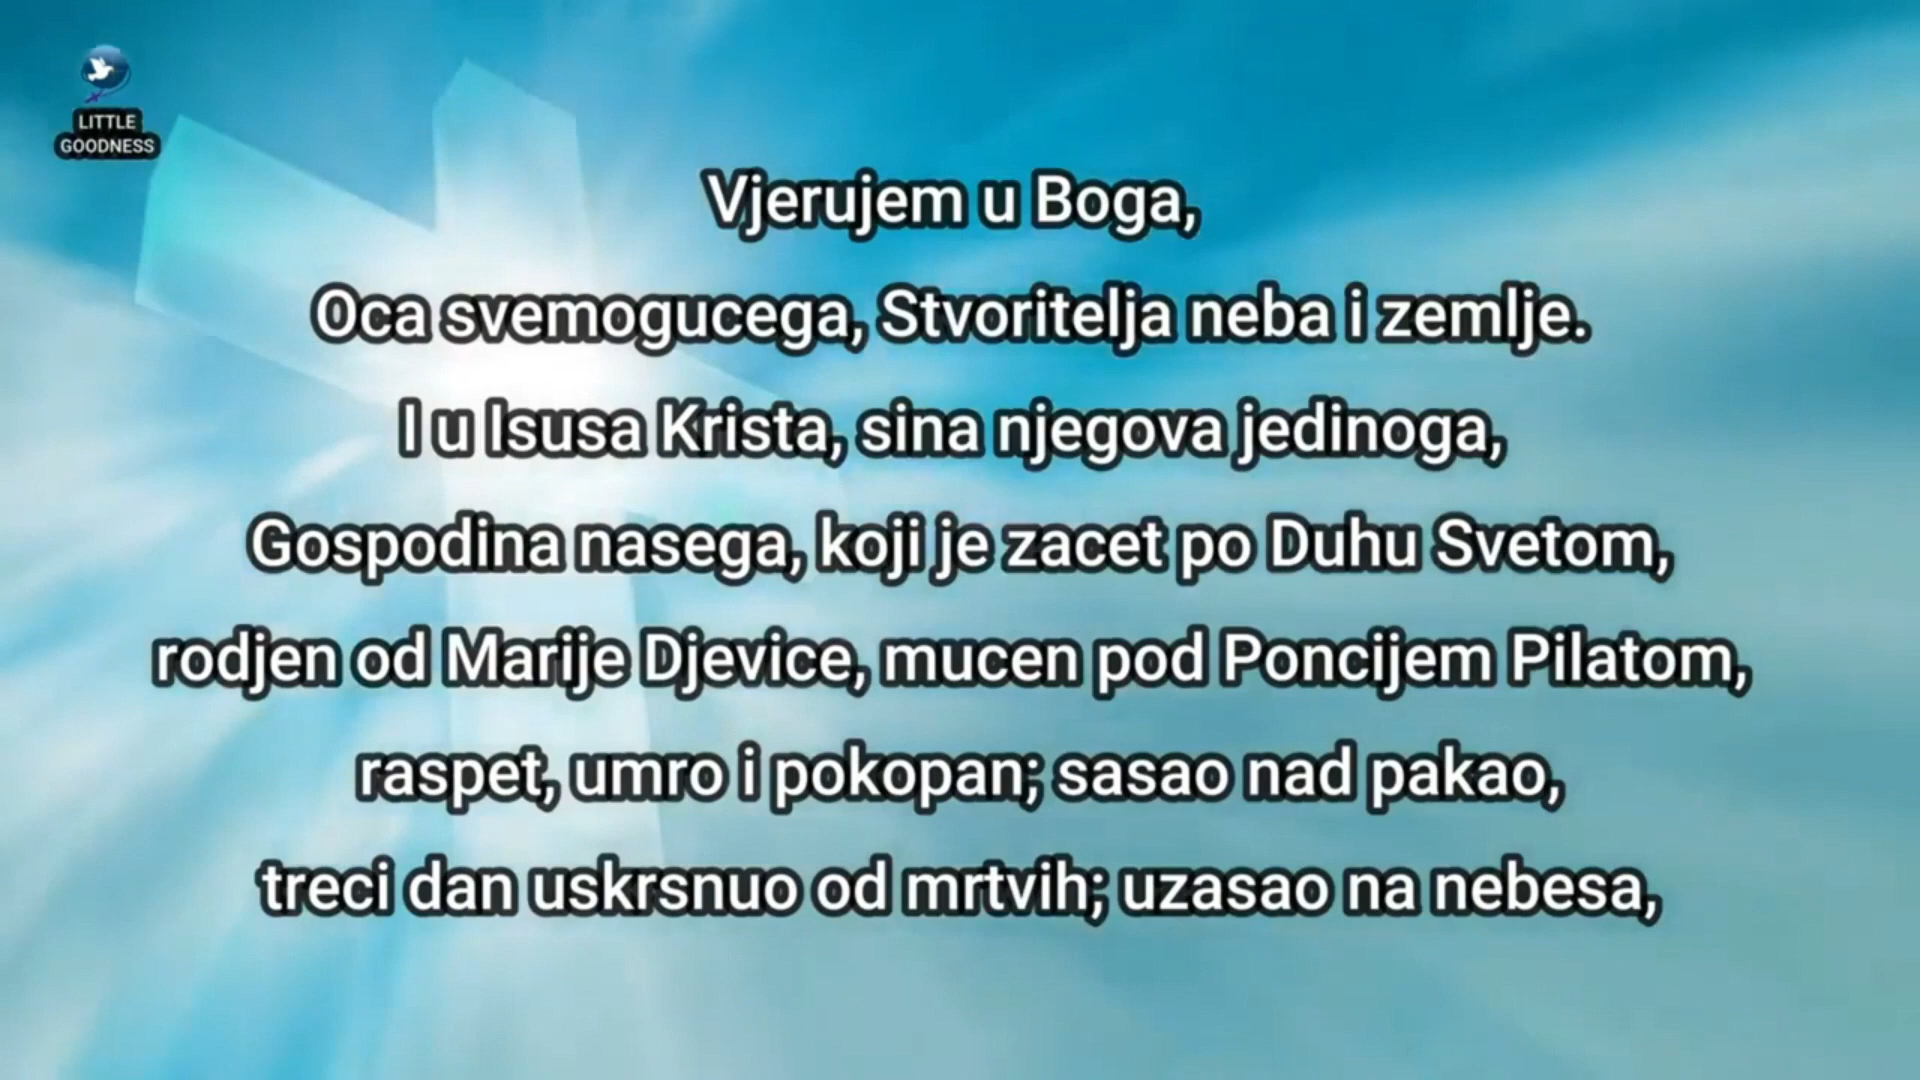 LITTLE
GOODNESS
Vjerujem u Boga,
Oca svemogucega, Stvoritelja neba i zemlje.
I u Isusa Krista, sina njegova jedinoga,
Gospodina nasega, koji je zacet po Duhu Svetom,
rodjen od Marije Djevice, mucen pod Poncijem Pilatom,
raspet, umro i pokopan; sasao nad pakao,
treci dan uskrsnuo od mrtvih; uzasao na nebesa,